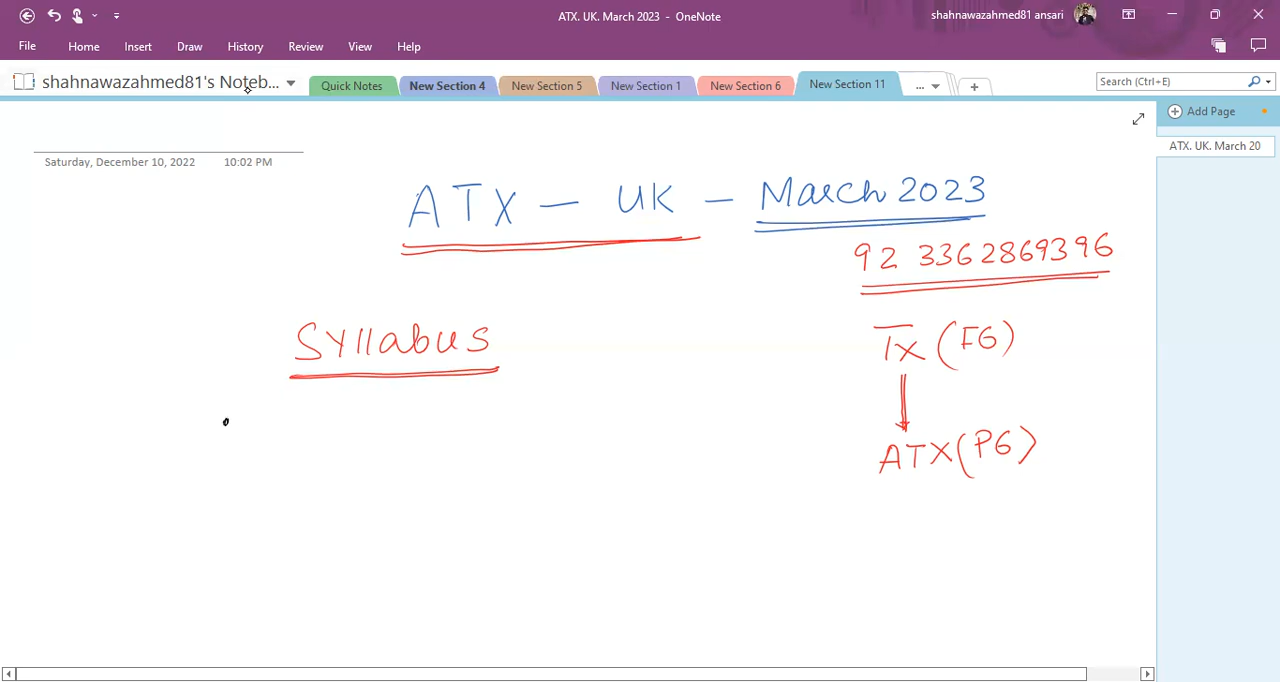 ATX. UK. March 2023 - OneNote
shahnawazahmed81 ansari
File Home Insert Draw History Review View Help
shahnawazahmed81's Noteb...
Quick Notes New Section 4 New Section 5 New Section 1 New Section 6 New Section 11 ...
Search (Ctrl+E)
Add Page
ATX. UK. March 20
Saturday, December 10, 2022 10:02 PM
ATX - UK - March 2023
92 3362869396
Syllabus
Tx (F6)
ATX (P6)